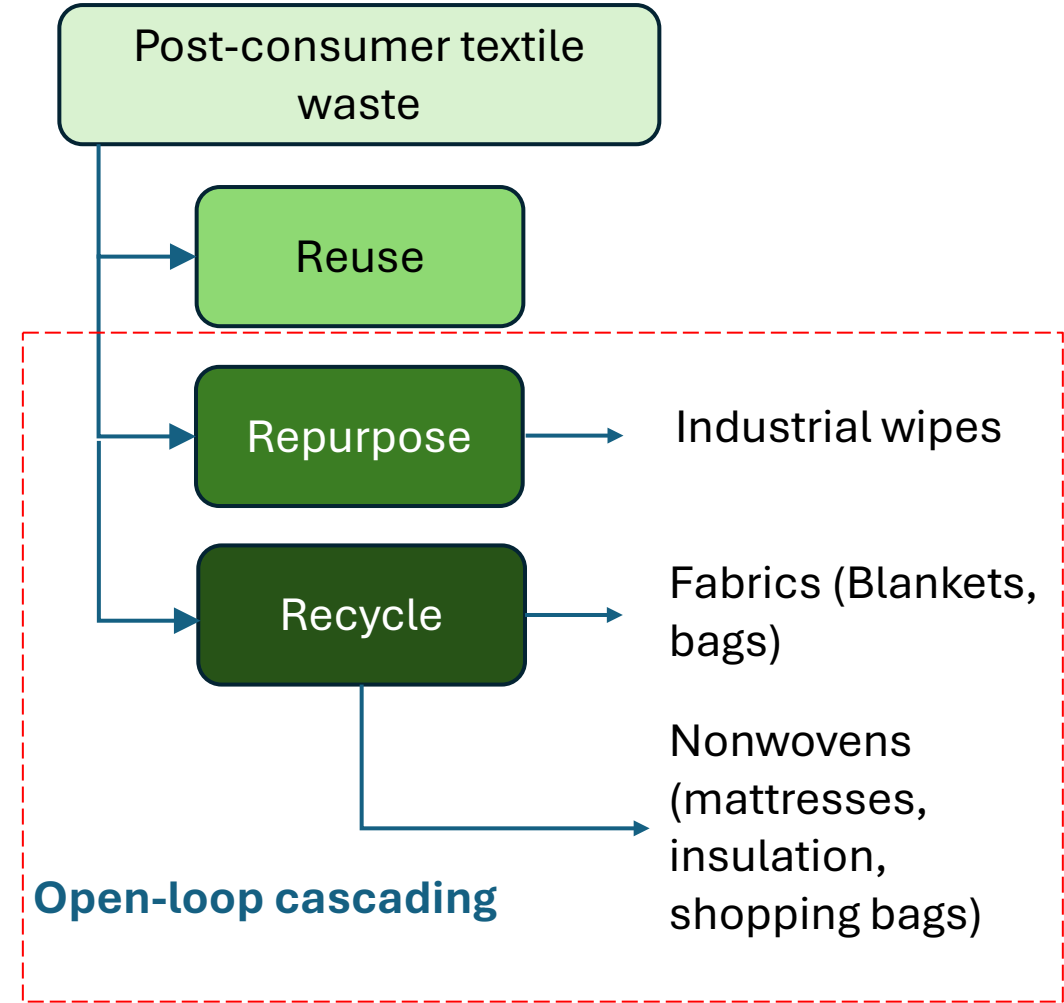 Post-consumer textile
waste
Reuse
Repurpose
Industrial wipes
Recycle
Fabrics (Blankets,
bags)
Nonwovens
(mattresses,
insulation,
shopping bags)
Open-loop cascading